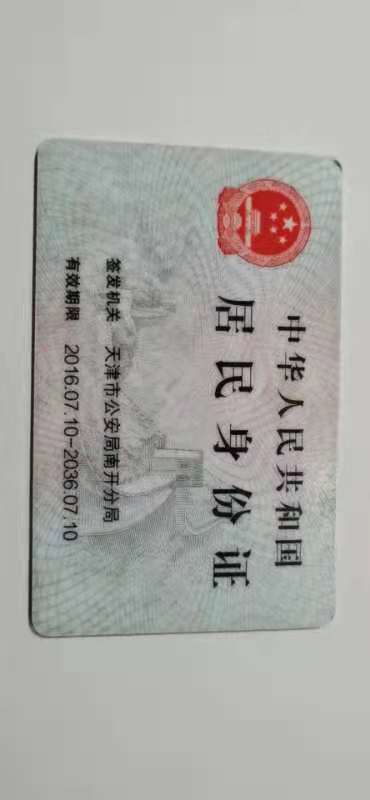 中华人民共和国
居民身份证
签发机关 天津市公安局南开分局
有效期限 2016.07.10-2036.07.10